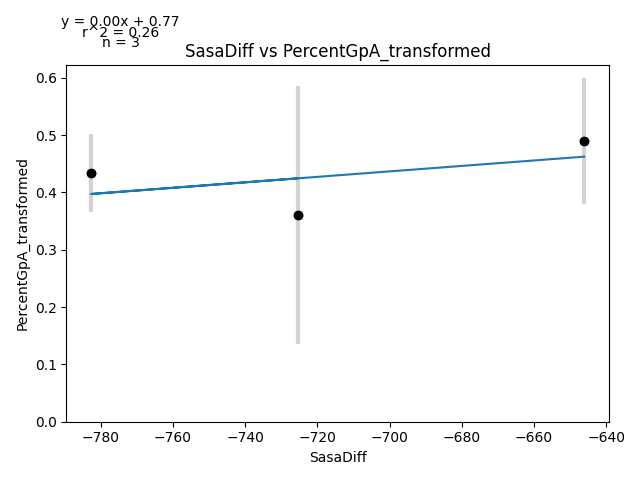 y = 0.00x + 0.77
r^2 = 0.26
n = 3
SasaDiff vs PercentGpA_transformed
PercentGpA_transformed
0.6
0.5
0.4
0.3
0.2
0.1
0.0
−780 −760 −740 −720 −700 −680 −660 −640
SasaDiff